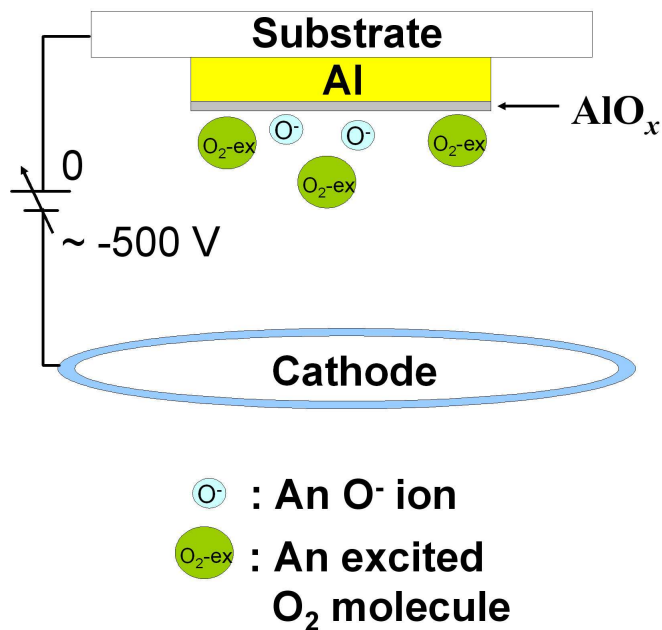 Substrate
Al
AlOₓ
O⁻
O⁻
O₂-ex
O₂-ex
O₂-ex
0
~ -500 V
Cathode
O⁻ : An O⁻ ion
O₂-ex : An excited
O₂ molecule